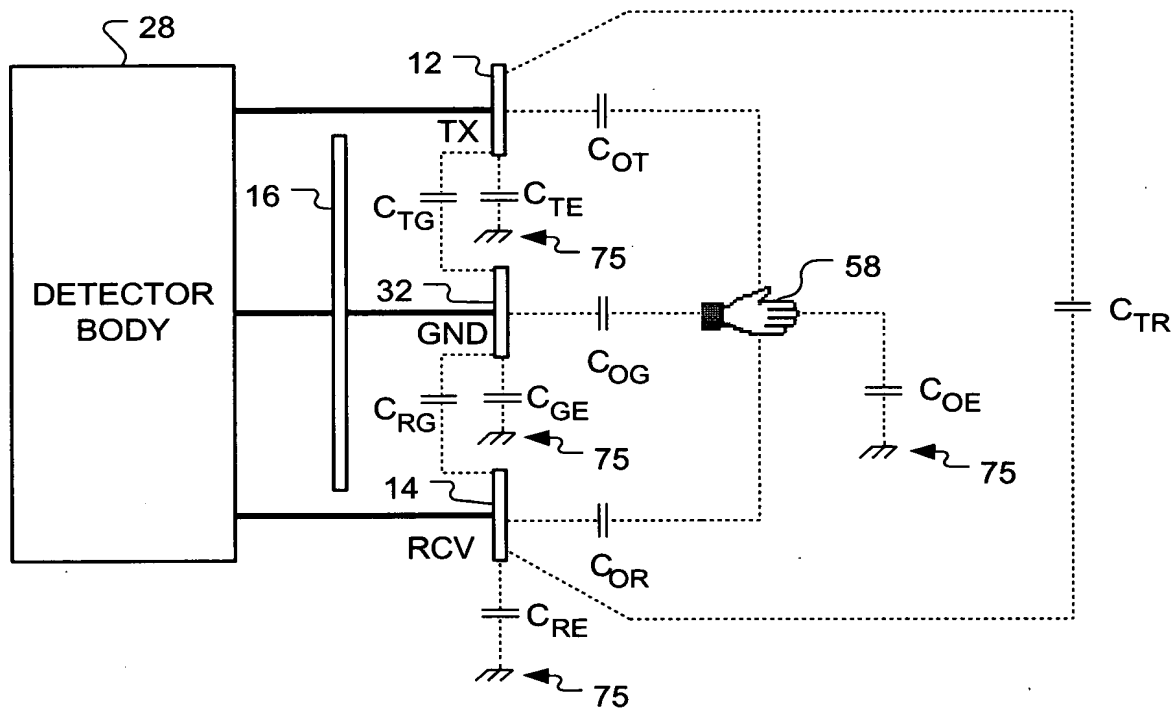 28
12
TX
C_OT
16
C_TG
C_TE
75
58
DETECTOR
BODY
32
GND
C_OG
C_TR
C_RG
C_GE
75
C_OE
75
14
RCV
C_OR
C_RE
75